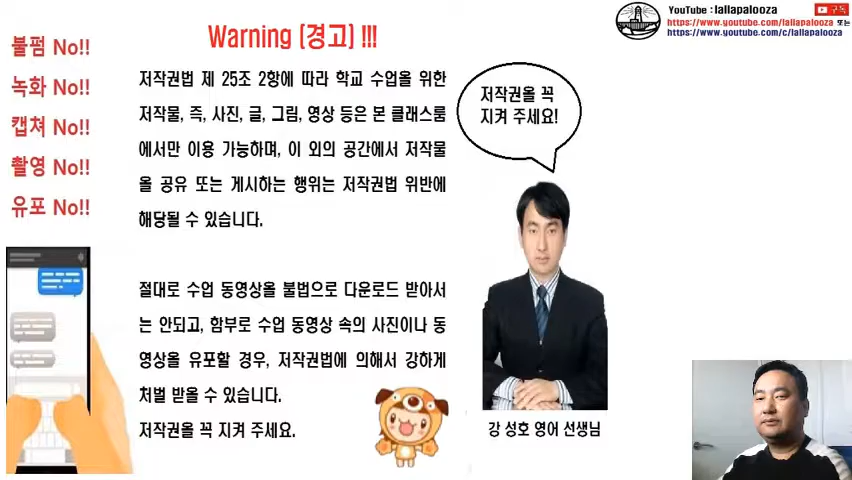 Warning (경고) !!!
불펌 No!!
녹화 No!!
캡쳐 No!!
촬영 No!!
유포 No!!
저작권법 제 25조 2항에 따라 학교 수업을 위한
저작물, 즉, 사진, 글, 그림, 영상 등은 본 클래스룸
에서만 이용 가능하며, 이 외의 공간에서 저작물
을 공유 또는 게시하는 행위는 저작권법 위반에
해당될 수 있습니다.
절대로 수업 동영상을 불법으로 다운로드 받아서
는 안되고, 함부로 수업 동영상 속의 사진이나 동
영상을 유포할 경우, 저작권법에 의해서 강하게
처벌 받을 수 있습니다.
저작권을 꼭 지켜 주세요.
저작권을 꼭
지켜 주세요!
강 성호 영어 선생님
YouTube : lallapalooza
구독
https://www.youtube.com/lallapalooza 또는
https://www.youtube.com/c/lallapalooza